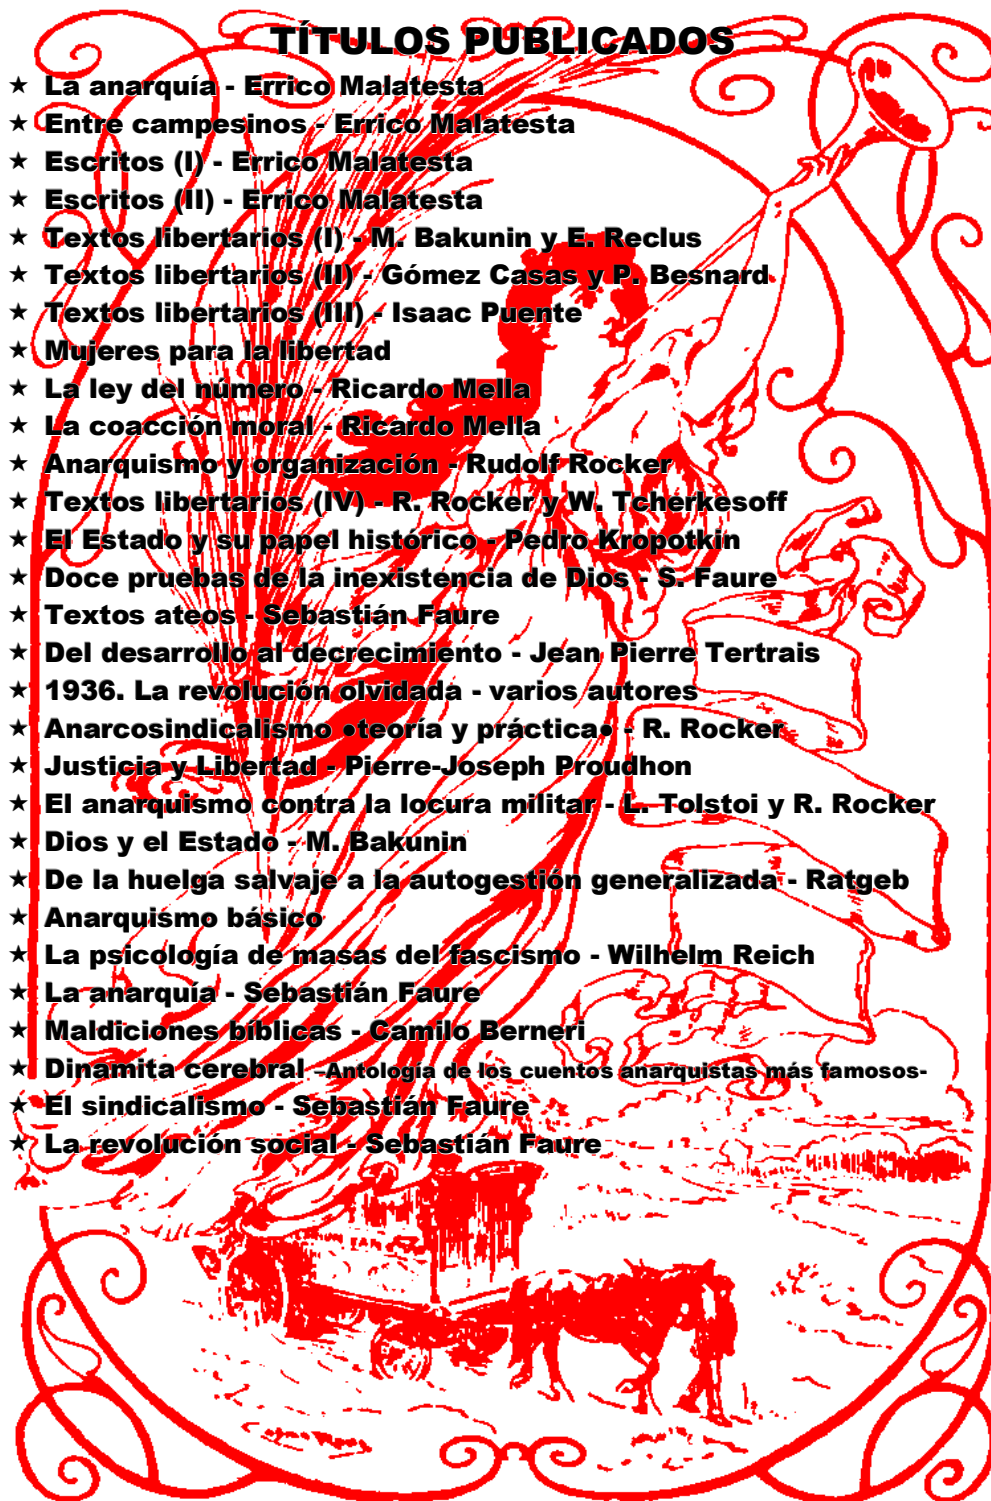 TÍTULOS PUBLICADOS
★ La anarquía - Errico Malatesta
★ Entre campesinos - Errico Malatesta
★ Escritos (I) - Errico Malatesta
★ Escritos (II) - Errico Malatesta
★ Textos libertarios (I) - M. Bakunin y E. Reclus
★ Textos libertarios (II) - Gómez Casas y P. Besnard
★ Textos libertarios (III) - Isaac Puente
★ Mujeres para la libertad
★ La ley del número - Ricardo Mella
★ La coacción moral - Ricardo Mella
★ Anarquismo y organización - Rudolf Rocker
★ Textos libertarios (IV) - R. Rocker y W. Tcherkesoff
★ El Estado y su papel histórico - Pedro Kropotkin
★ Doce pruebas de la inexistencia de Dios - S. Faure
★ Textos ateos - Sebastián Faure
★ Del desarrollo al decrecimiento - Jean Pierre Tertrais
★ 1936. La revolución olvidada - varios autores
★ Anarcosindicalismo ●teoría y práctica● - R. Rocker
★ Justicia y Libertad - Pierre-Joseph Proudhon
★ El anarquismo contra la locura militar - L. Tolstoi y R. Rocker
★ Dios y el Estado - M. Bakunin
★ De la huelga salvaje a la autogestión generalizada - Ratgeb
★ Anarquismo básico
★ La psicología de masas del fascismo - Wilhelm Reich
★ La anarquía - Sebastián Faure
★ Maldiciones bíblicas - Camilo Berneri
★ Dinamita cerebral -Antología de los cuentos anarquistas más famosos-
★ El sindicalismo - Sebastián Faure
★ La revolución social - Sebastián Faure